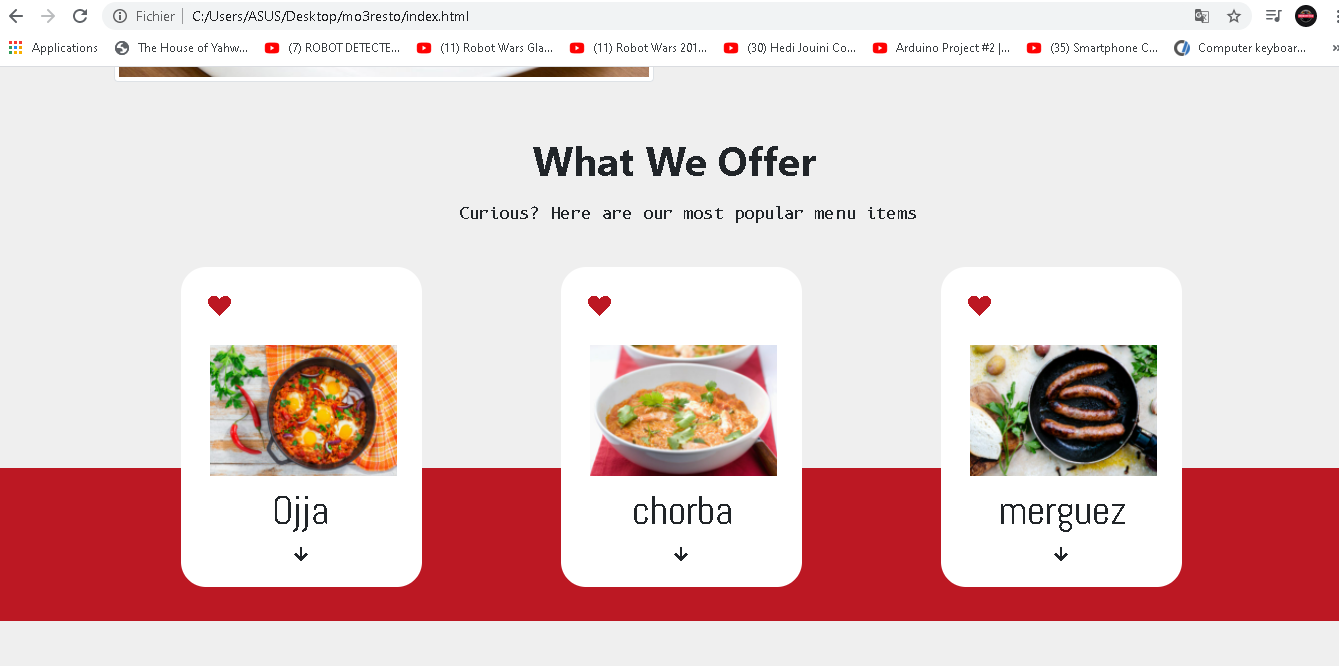 Fichier | C:/Users/ASUS/Desktop/mo3resto/index.html
Applications The House of Yahw... (7) ROBOT DETECTE... (11) Robot Wars Gla... (11) Robot Wars 201... (30) Hedi Jouini Co... Arduino Project #2 |... (35) Smartphone C... Computer keyboar... »
What We Offer
Curious? Here are our most popular menu items
Ojja chorba merguez